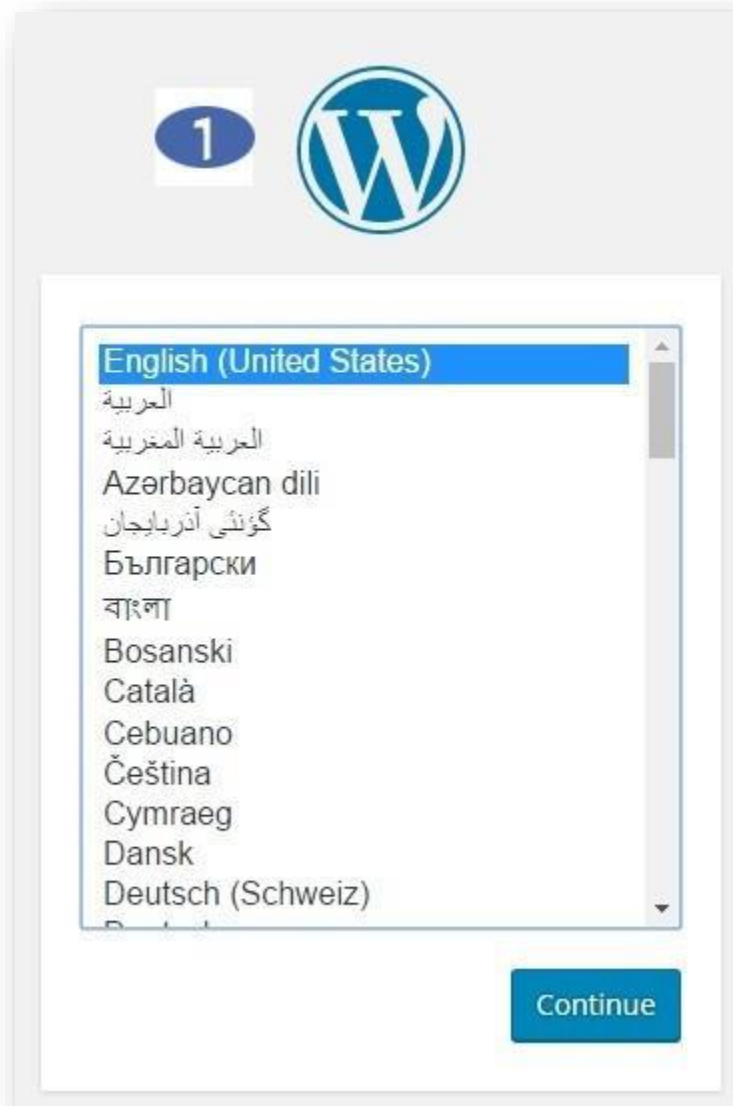 1
W
English (United States)
العربية
العربية المغربية
Azərbaycan dili
گؤنئی آذربایجان
Български
বাংলা
Bosanski
Català
Cebuano
Čeština
Cymraeg
Dansk
Deutsch (Schweiz)
Continue